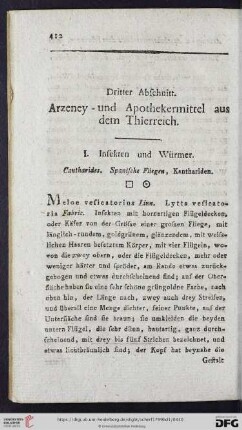 412
Dritter Abschnitt.
Arzeney- und Apothekermittel aus
dem Thierreich.
I. Insekten und Würmer.
Cantharides. Spanische Fliegen, Kanthariden.
Meloe vesicatorius Linn. Lytta vesicato-
ria Fabric. Insekten mit hornartigen Flügeldecken,
oder Käfer von der Größe einer großen Fliege, mit
länglich-rundem, goldgrünem, glänzendem, mit weiß-
lichen Haaren besetztem Körper, mit vier Flügeln, wo-
von die zwey obern, oder die Flügeldecken, mehr oder
weniger härter und spröder, am Rande etwas zurück-
gebogen und etwas durchscheinend sind; auf der Ober-
fläche haben sie eine sehr schöne grüngoldne Farbe, nach
oben hin, der Länge nach, zwey auch drey Streifen,
und überall eine Menge dichter, feiner Punkte, auf der
Unterfläche sind sie braun; sie umkleiden die beyden
untern Flügel, die sehr dünn, hautartig, ganz durch-
scheinend, mit drey bis fünf Strichen bezeichnet, und
etwas bräunlich sind; der Kopf hat beynahe die
Gestalt